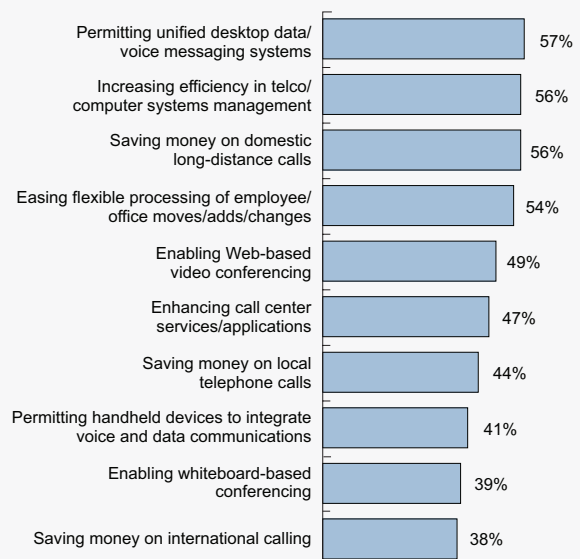 Permitting unified desktop data/
voice messaging systems
57%
Increasing efficiency in telco/
computer systems management
56%
Saving money on domestic
long-distance calls
56%
Easing flexible processing of employee/
office moves/adds/changes
54%
Enabling Web-based
video conferencing
49%
Enhancing call center
services/applications
47%
Saving money on local
telephone calls
44%
Permitting handheld devices to integrate
voice and data communications
41%
Enabling whiteboard-based
conferencing
39%
Saving money on international calling
38%